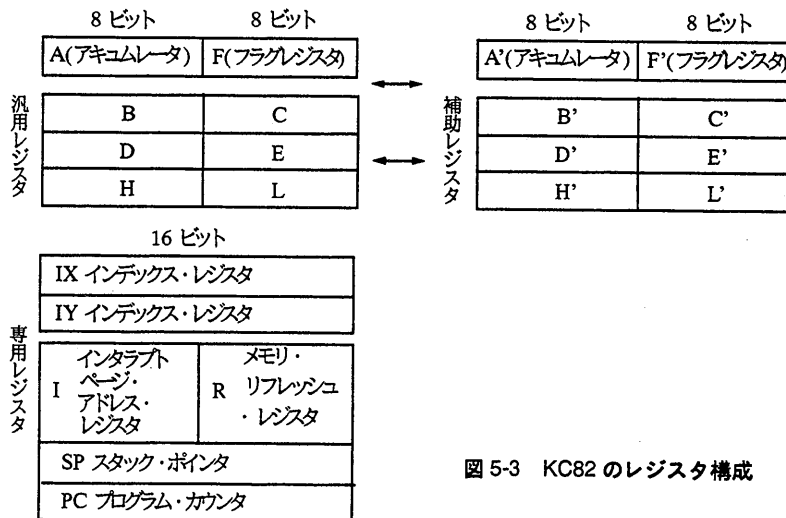 8 ビット 8 ビット
A(アキュムレータ) F(フラグレジスタ)
汎用レジスタ
B C
D E
H L
8 ビット 8 ビット
A'(アキュムレータ) F'(フラグレジスタ)
補助レジスタ
B' C'
D' E'
H' L'
16 ビット
専用レジスタ
IX インデックス・レジスタ
IY インデックス・レジスタ
I
インタラプト
ページ・
アドレス・
レジスタ
R
メモリ・
リフレッシュ
・レジスタ
SP スタック・ポインタ
PC プログラム・カウンタ
図 5-3 KC82 のレジスタ構成